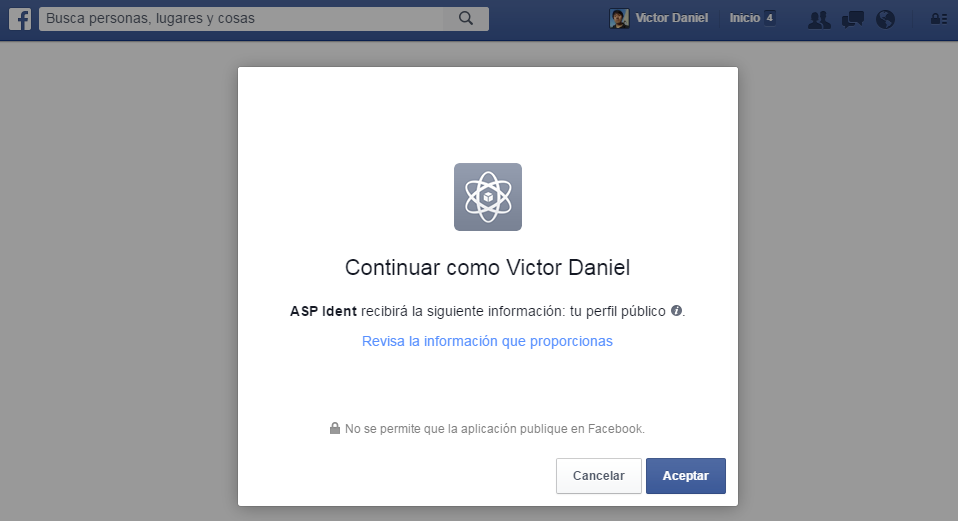 Busca personas, lugares y cosas
Victor Daniel
Inicio 4
Continuar como Victor Daniel
ASP Ident recibirá la siguiente información: tu perfil público i.
Revisa la información que proporcionas
No se permite que la aplicación publique en Facebook.
Cancelar
Aceptar